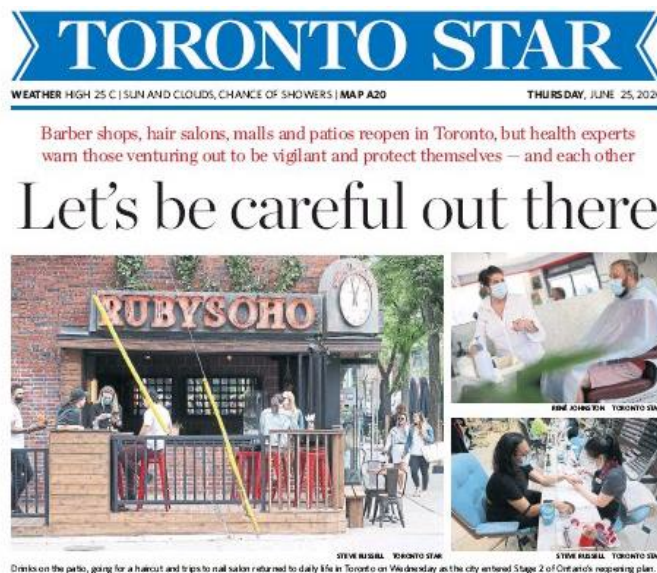 TORONTO STAR
WEATHER HIGH 25 C | SUN AND CLOUDS, CHANCE OF SHOWERS | MAP A20
THURSDAY, JUNE 25, 2020
Barber shops, hair salons, malls and patios reopen in Toronto, but health experts
warn those venturing out to be vigilant and protect themselves — and each other
Let's be careful out there
RUBYSOHO
RENÉ JOHNSTON TORONTO STAR
STEVE RUSSELL TORONTO STAR
STEVE RUSSELL TORONTO STAR
Drinks on the patio, going for a haircut and trips to nail salon returned to daily life in Toronto on Wednesday as the city entered Stage 2 of Ontario's reopening plan.